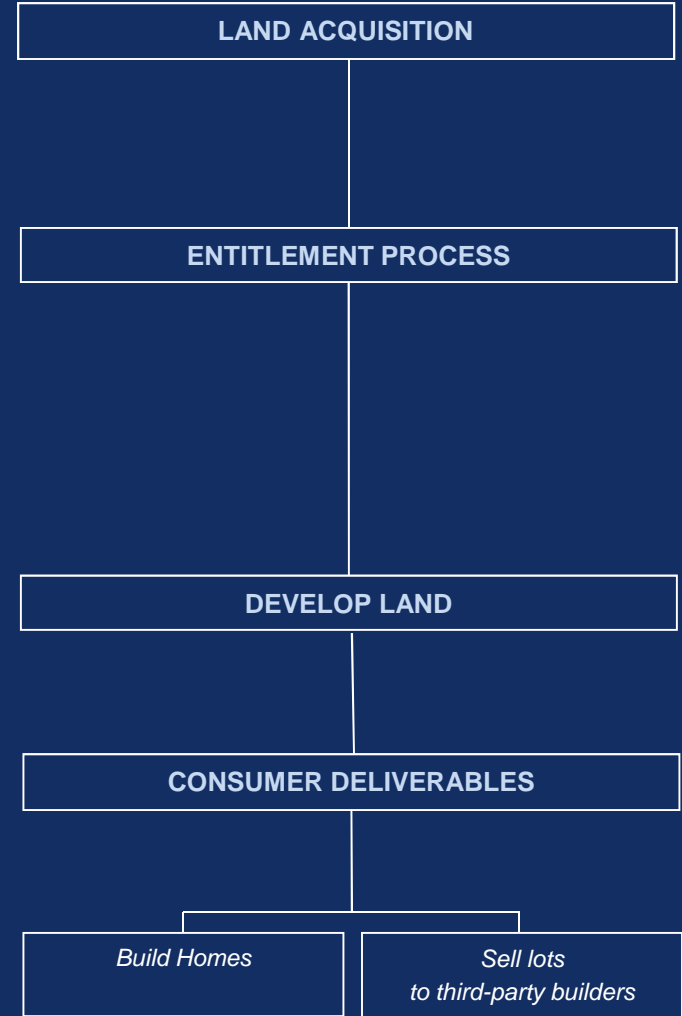 LAND ACQUISITION
ENTITLEMENT PROCESS
DEVELOP LAND
CONSUMER DELIVERABLES
Build Homes
Sell lots
to third-party builders